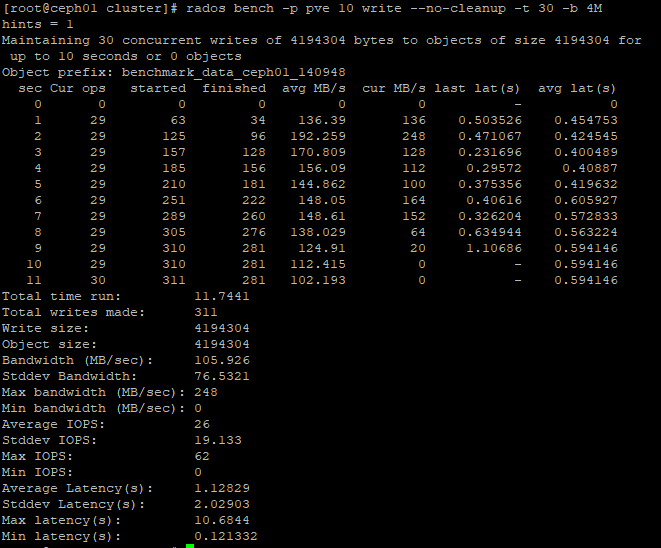 [root@ceph01 cluster]# rados bench -p pve 10 write --no-cleanup -t 30 -b 4M
hints = 1
Maintaining 30 concurrent writes of 4194304 bytes to objects of size 4194304 for
 up to 10 seconds or 0 objects
Object prefix: benchmark_data_ceph01_140948
  sec Cur ops   started  finished  avg MB/s  cur MB/s last lat(s)  avg lat(s)
    0       0         0         0         0         0           -           0
    1      29        63        34    136.39       136    0.503526    0.454753
    2      29       125        96   192.259       248    0.471067    0.424545
    3      29       157       128   170.809       128    0.231696    0.400489
    4      29       185       156    156.09       112     0.29572     0.40887
    5      29       210       181   144.862       100    0.375356    0.419632
    6      29       251       222    148.05       164     0.40616    0.605927
    7      29       289       260    148.61       152    0.326204    0.572833
    8      29       305       276   138.029        64    0.634944    0.563224
    9      29       310       281    124.91        20     1.10686    0.594146
   10      29       310       281   112.415         0           -    0.594146
   11      30       311       281   102.193         0           -    0.594146
Total time run:         11.7441
Total writes made:      311
Write size:             4194304
Object size:            4194304
Bandwidth (MB/sec):     105.926
Stddev Bandwidth:       76.5321
Max bandwidth (MB/sec): 248
Min bandwidth (MB/sec): 0
Average IOPS:           26
Stddev IOPS:            19.133
Max IOPS:               62
Min IOPS:               0
Average Latency(s):     1.12829
Stddev Latency(s):      2.02903
Max latency(s):         10.6844
Min latency(s):         0.121332